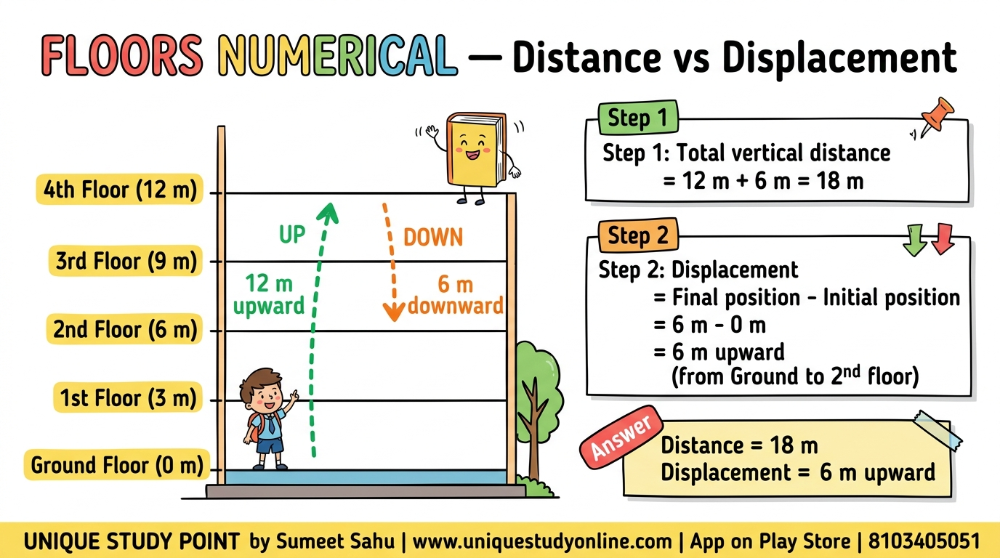 FLOORS NUMERICAL — Distance vs Displacement
4th Floor (12 m)
3rd Floor (9 m)
2nd Floor (6 m)
1st Floor (3 m)
Ground Floor (0 m)
UP
12 m
upward
DOWN
6 m
downward
Step 1
Step 1: Total vertical distance
= 12 m + 6 m = 18 m
Step 2
Step 2: Displacement
= Final position - Initial position
= 6 m - 0 m
= 6 m upward
(from Ground to 2nd floor)
Answer
Distance = 18 m
Displacement = 6 m upward
UNIQUE STUDY POINT by Sumeet Sahu | www.uniquestudyonline.com | App on Play Store | 8103405051